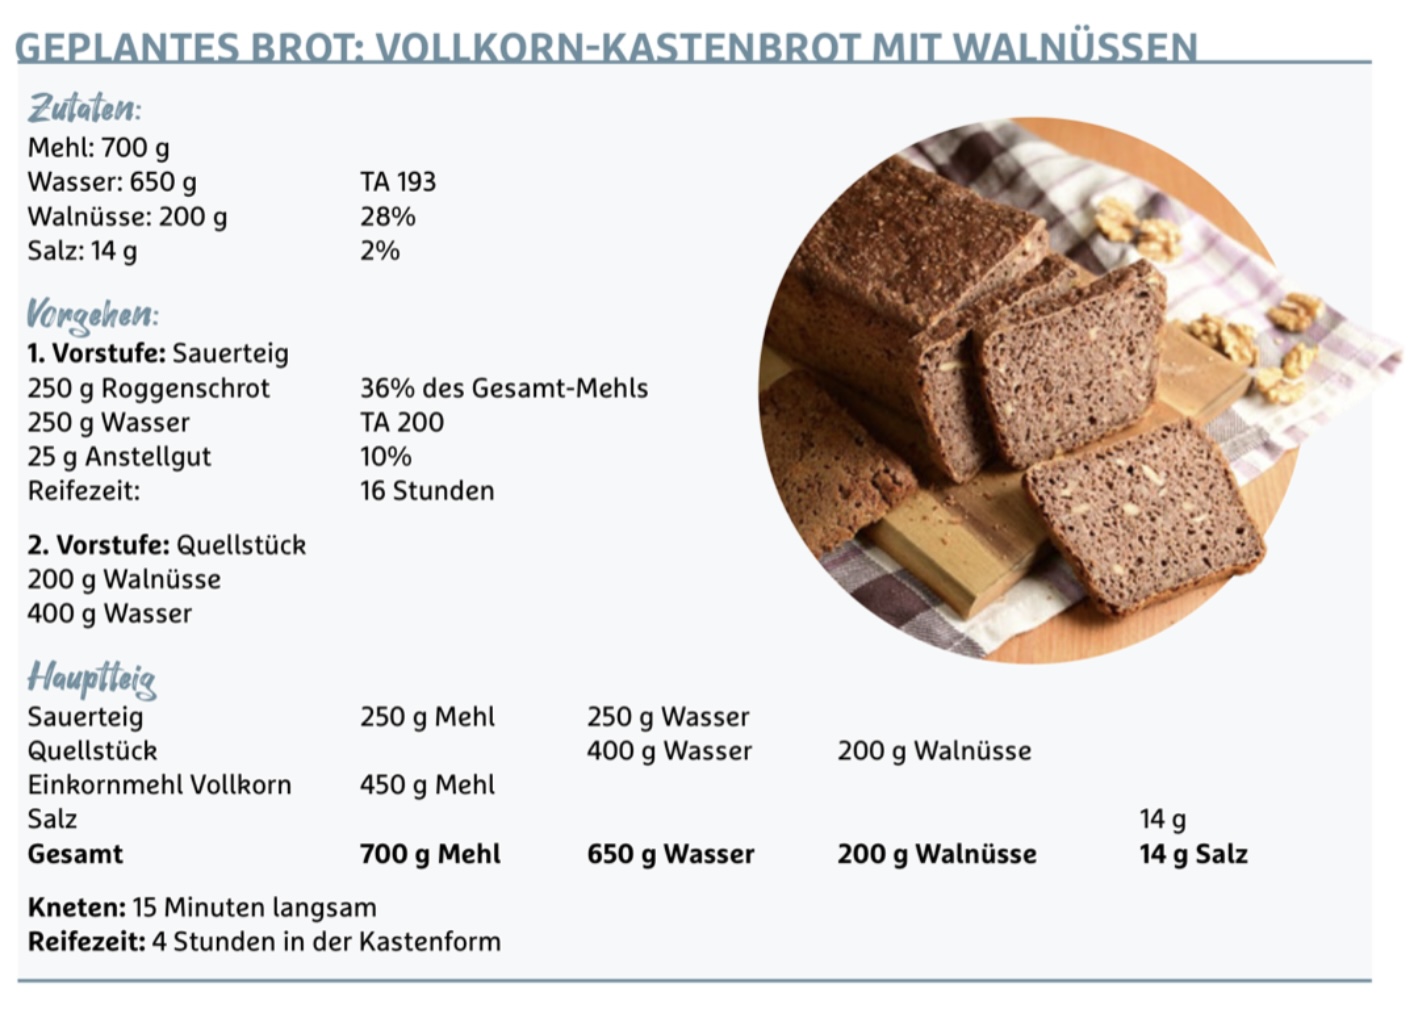 GEPLANTES BROT: VOLLKORN-KASTENBROT MIT WALNÜSSEN
Zutaten:
Mehl: 700 g
Wasser: 650 g TA 193
Walnüsse: 200 g 28%
Salz: 14 g 2%
Vorgehen:
1. Vorstufe: Sauerteig
250 g Roggenschrot 36% des Gesamt-Mehls
250 g Wasser TA 200
25 g Anstellgut 10%
Reifezeit: 16 Stunden
2. Vorstufe: Quellstück
200 g Walnüsse
400 g Wasser
Hauptteig
Sauerteig 250 g Mehl 250 g Wasser
Quellstück 400 g Wasser 200 g Walnüsse
Einkornmehl Vollkorn 450 g Mehl
Salz 14 g
Gesamt 700 g Mehl 650 g Wasser 200 g Walnüsse 14 g Salz
Kneten: 15 Minuten langsam
Reifezeit: 4 Stunden in der Kastenform